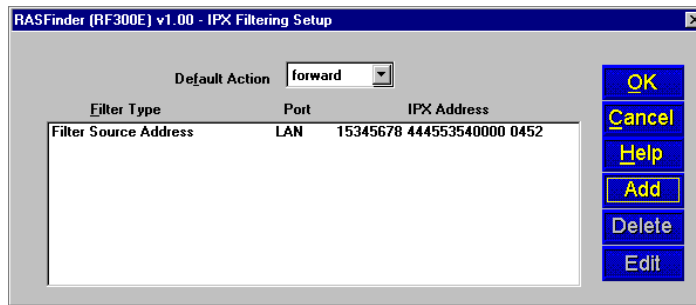 RASFinder (RF300E) v1.00 - IPX Filtering Setup
Default Action forward
Filter Type Port IPX Address
Filter Source Address LAN 15345678 444553540000 0452
OK
Cancel
Help
Add
Delete
Edit